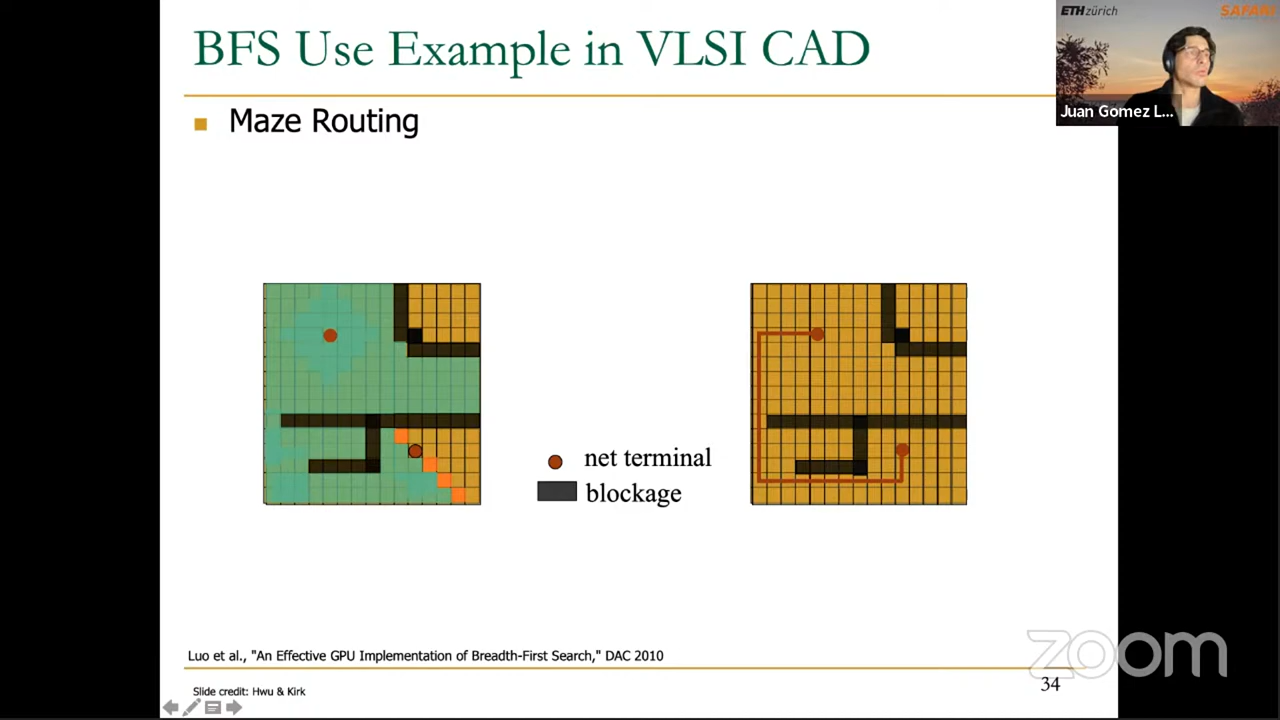 BFS Use Example in VLSI CAD
ETH zürich
SAFARI
Juan Gomez L...
Maze Routing
net terminal
blockage
Luo et al., "An Effective GPU Implementation of Breadth-First Search," DAC 2010
Slide credit: Hwu & Kirk
34
zoom